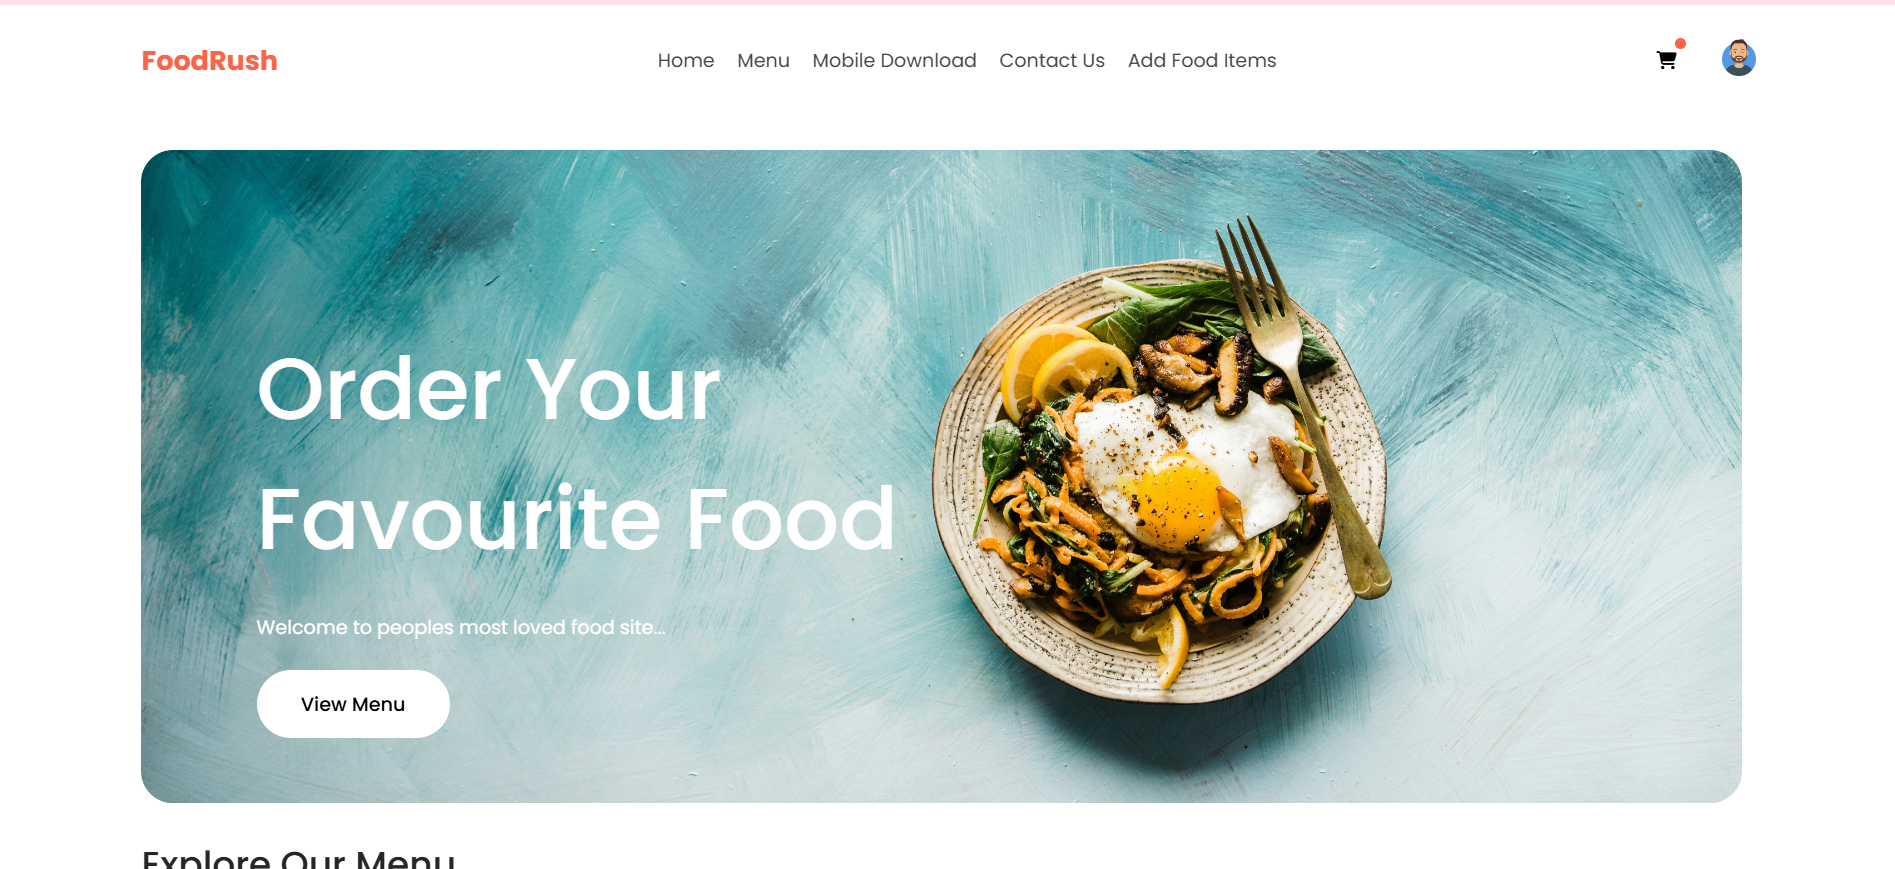 FoodRush
Home Menu Mobile Download Contact Us Add Food Items
Order Your
Favourite Food
Welcome to peoples most loved food site...
View Menu
Explore Our Menu